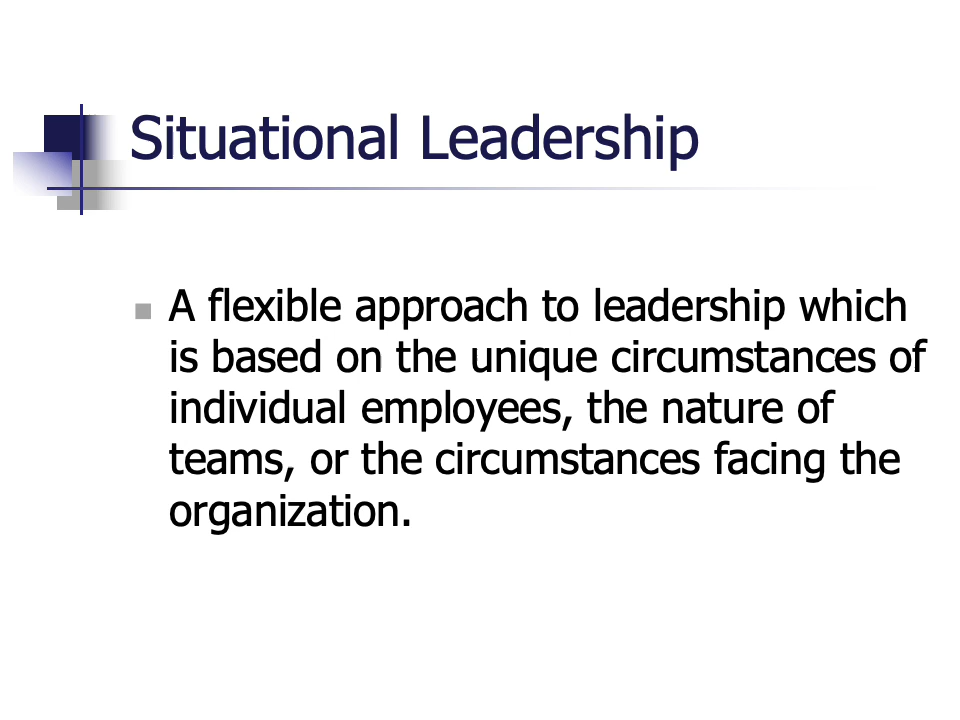 Situational Leadership
A flexible approach to leadership which
is based on the unique circumstances of
individual employees, the nature of
teams, or the circumstances facing the
organization.